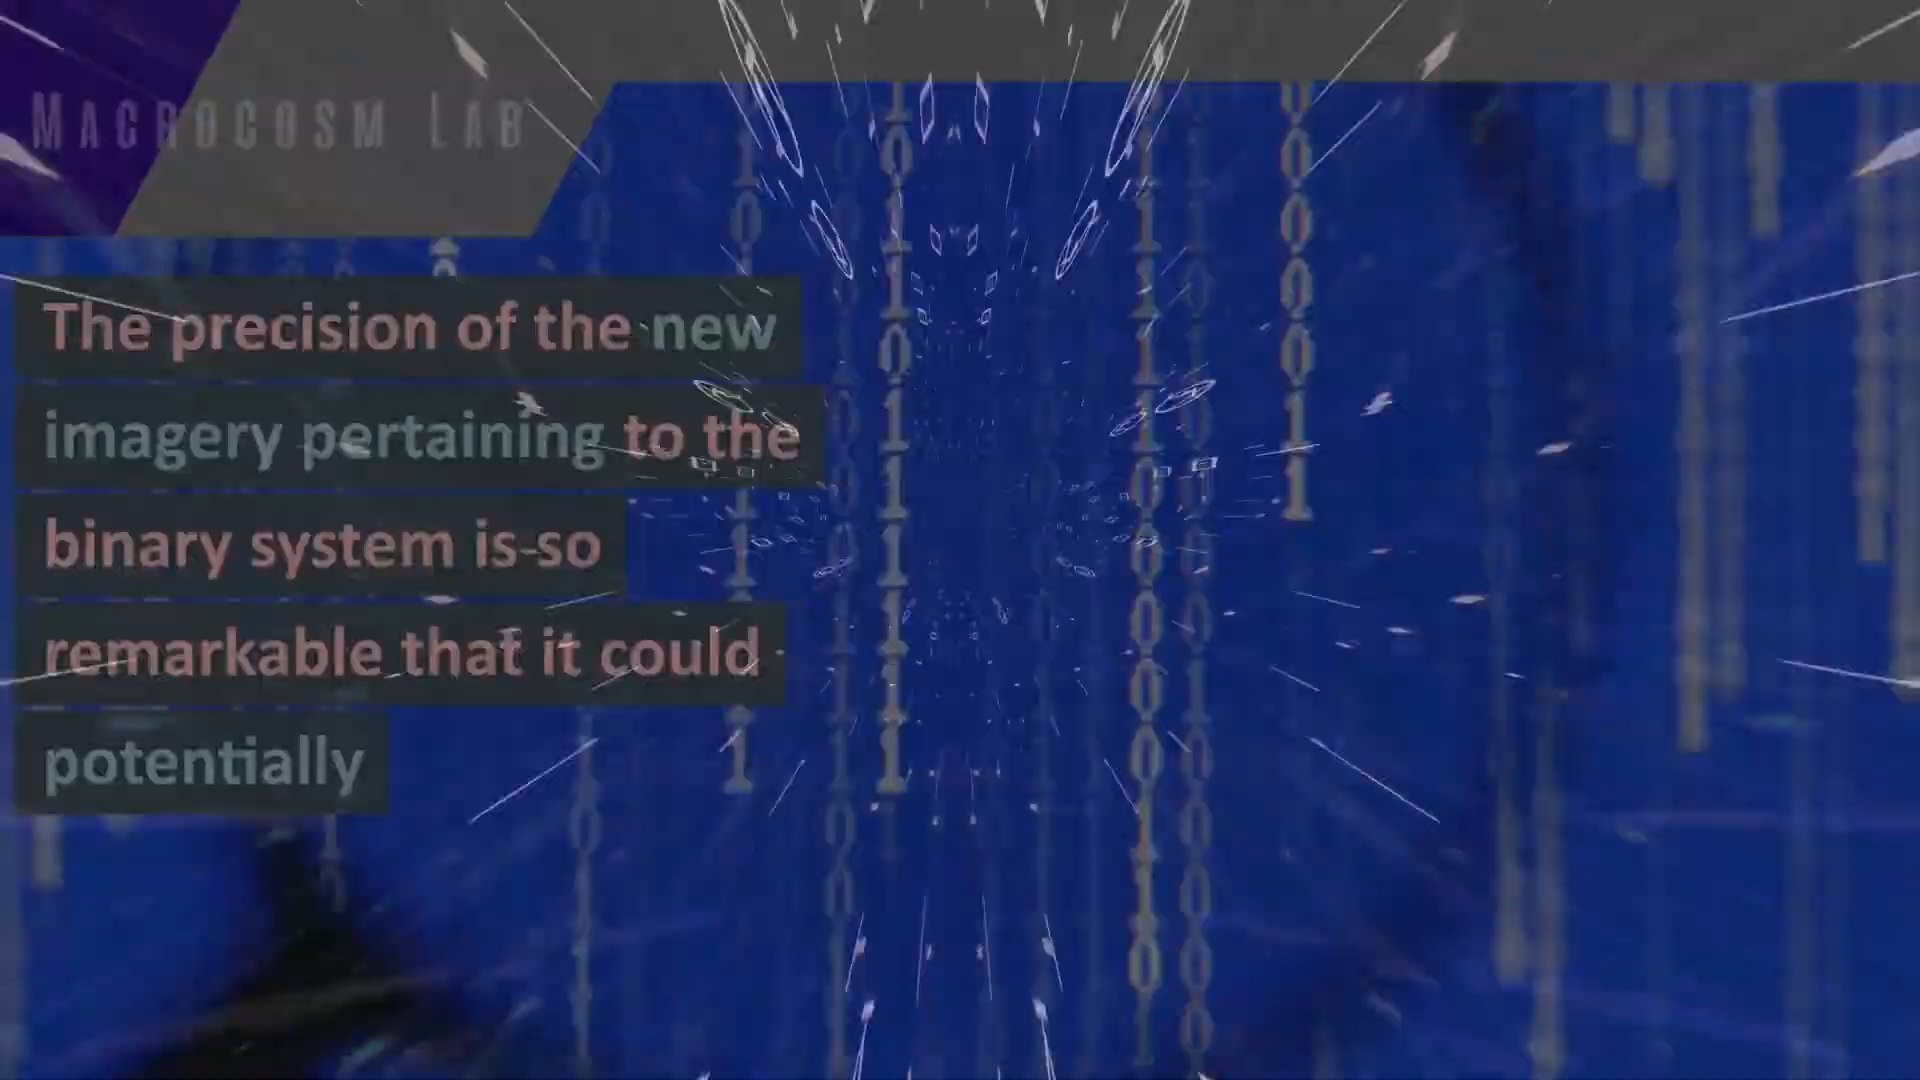 MACROCOSM LAB
The precision of the new
imagery pertaining to the
binary system is so
remarkable that it could
potentially